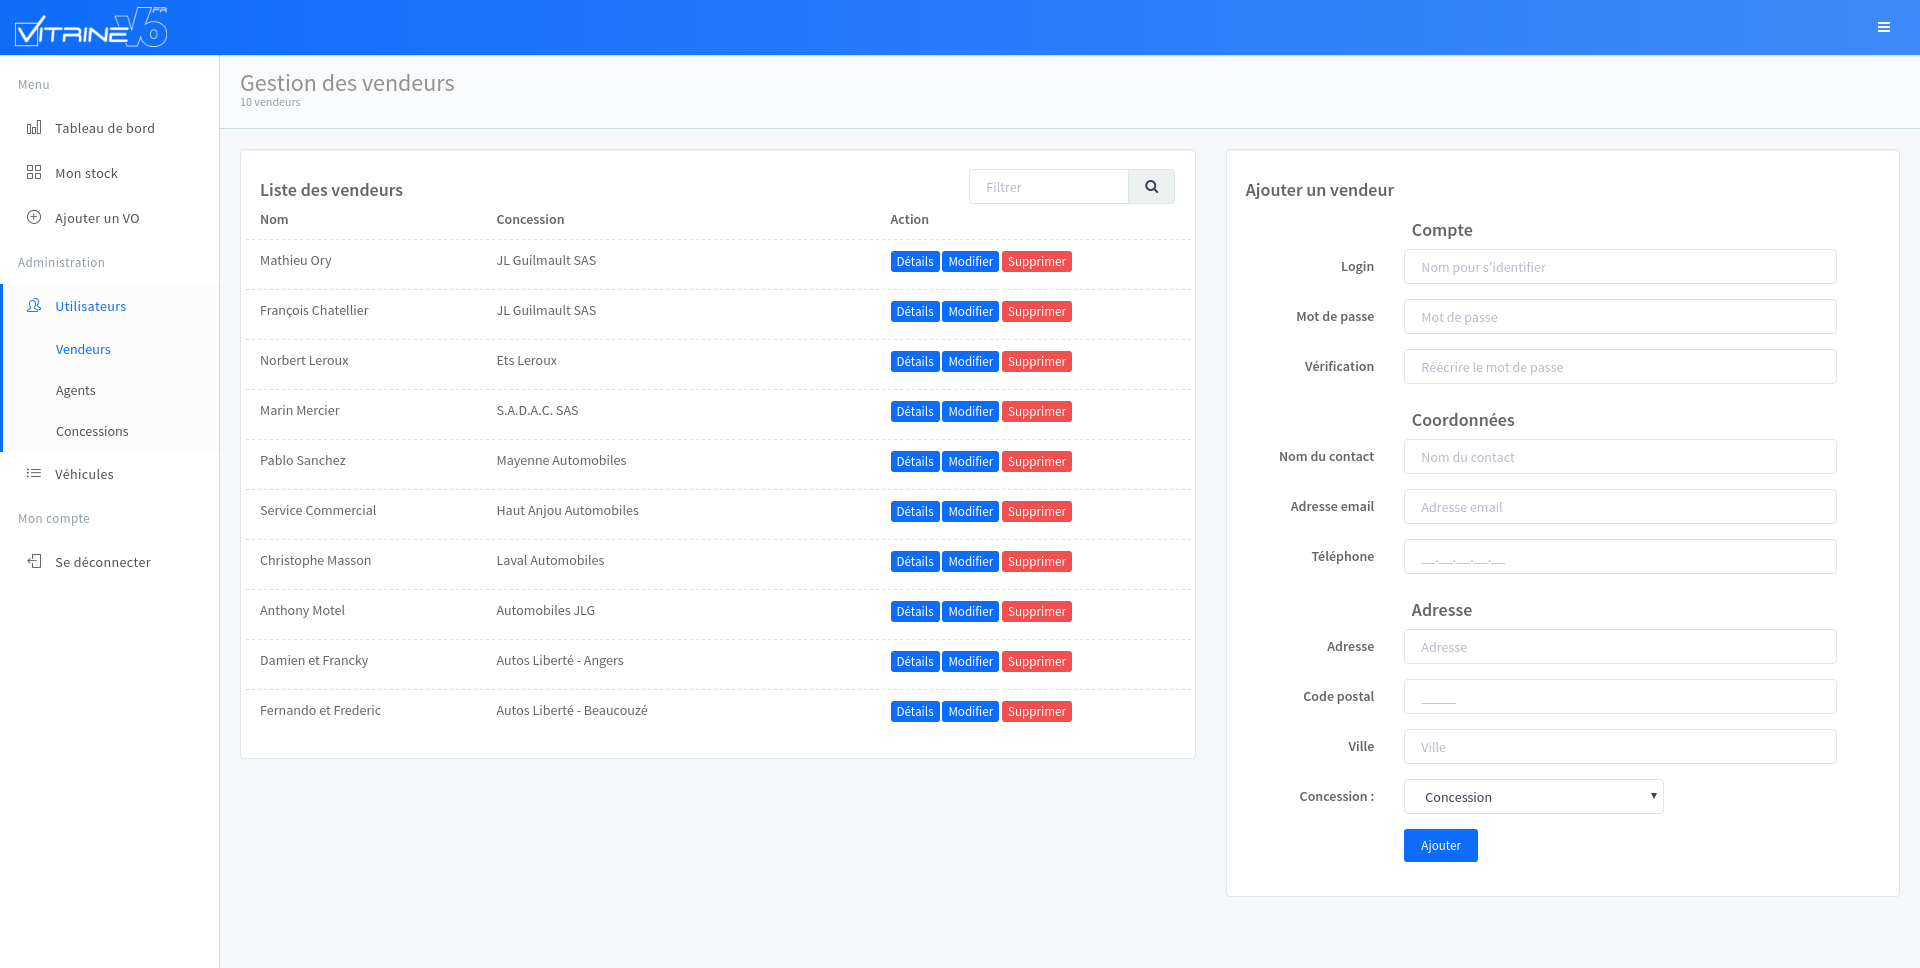 VITRINE V5
Menu
Tableau de bord
Mon stock
Ajouter un VO
Administration
Utilisateurs
Vendeurs
Agents
Concessions
Véhicules
Mon compte
Se déconnecter
Gestion des vendeurs
10 vendeurs
Liste des vendeurs
Filtrer
Nom Concession Action
Mathieu Ory JL Guilmault SAS Détails Modifier Supprimer
François Chatellier JL Guilmault SAS Détails Modifier Supprimer
Norbert Leroux Ets Leroux Détails Modifier Supprimer
Marin Mercier S.A.D.A.C. SAS Détails Modifier Supprimer
Pablo Sanchez Mayenne Automobiles Détails Modifier Supprimer
Service Commercial Haut Anjou Automobiles Détails Modifier Supprimer
Christophe Masson Laval Automobiles Détails Modifier Supprimer
Anthony Motel Automobiles JLG Détails Modifier Supprimer
Damien et Francky Autos Liberté - Angers Détails Modifier Supprimer
Fernando et Frederic Autos Liberté - Beaucouzé Détails Modifier Supprimer
Ajouter un vendeur
Compte
Login Nom pour s'identifier
Mot de passe Mot de passe
Vérification Réécrire le mot de passe
Coordonnées
Nom du contact Nom du contact
Adresse email Adresse email
Téléphone __.__.__.__.__
Adresse
Adresse Adresse
Code postal _____
Ville Ville
Concession : Concession
Ajouter